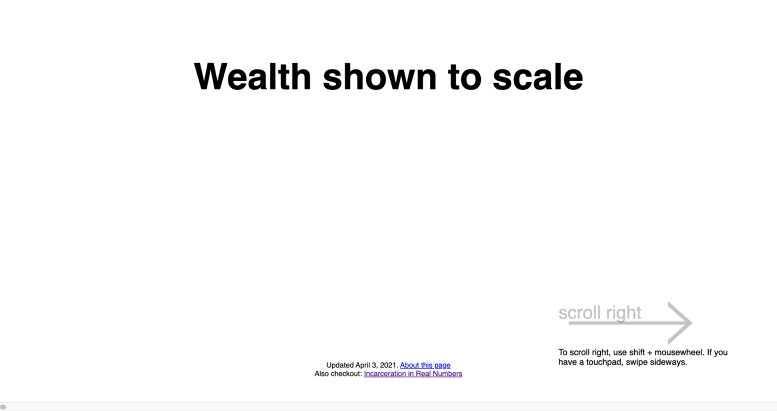 Wealth shown to scale
scroll right
To scroll right, use shift + mousewheel. If you
have a touchpad, swipe sideways.
Updated April 3, 2021. About this page
Also checkout: Incarceration in Real Numbers